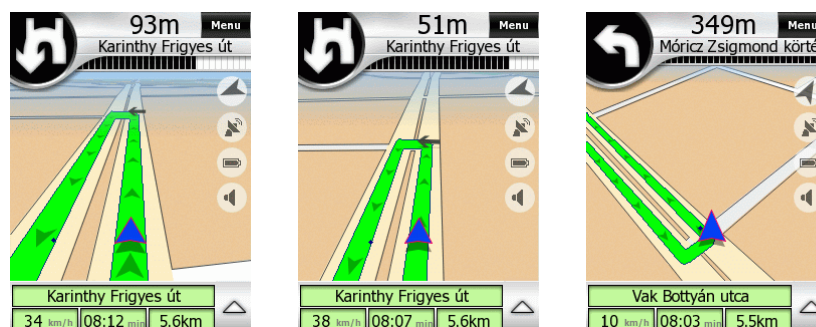 93m
Menu
Karinthy Frigyes út
Karinthy Frigyes út
34 km/h 08:12 min 5.6km
51m
Menu
Karinthy Frigyes út
Karinthy Frigyes út
38 km/h 08:07 min 5.6km
349m
Menu
Móricz Zsigmond körté
Vak Bottyán utca
10 km/h 08:03 min 5.5km